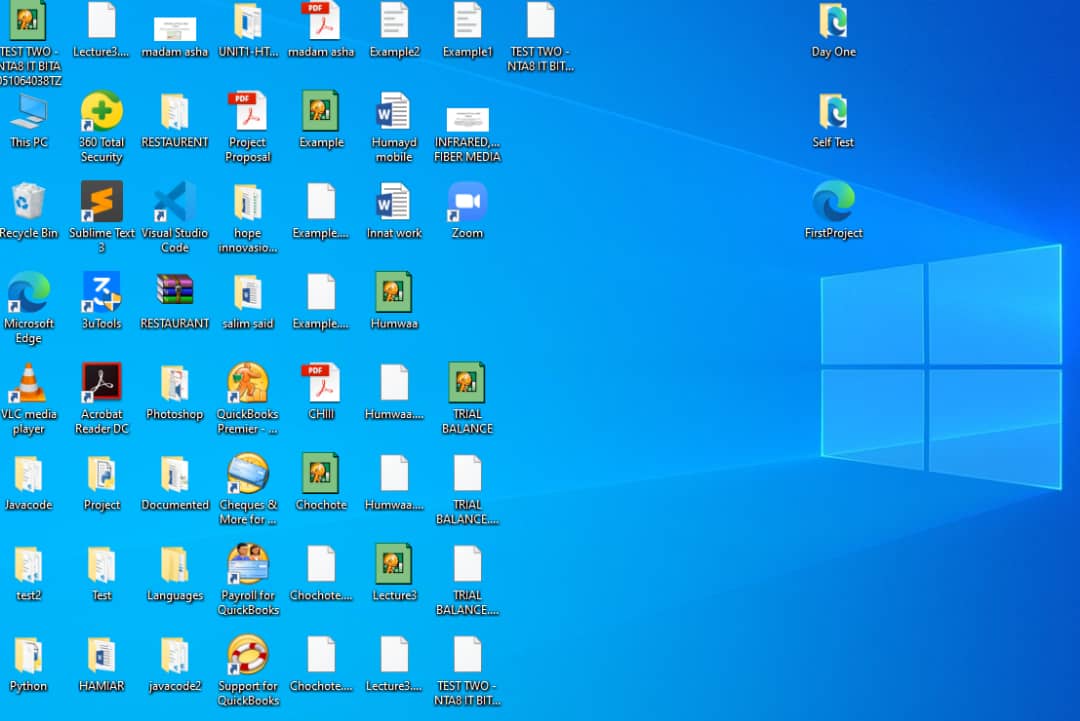 TEST TWO -
NTA8 IT BITA
051064038TZ
Lecture3....
madam asha
UNIT1-HT...
PDF
madam asha
Example2
Example1
TEST TWO -
NTA8 IT BIT...
Day One
This PC
360 Total
Security
RESTAURENT
PDF
Project
Proposal
Example
Humayd
mobile
INFRARED,...
FIBER MEDIA
Self Test
Recycle Bin
Sublime Text
3
Visual Studio
Code
hope
innovasio...
Example....
Innat work
Zoom
FirstProject
Microsoft
Edge
3uTools
RESTAURANT
salim said
Example....
Humwaa
VLC media
player
Acrobat
Reader DC
Photoshop
QuickBooks
Premier - ...
PDF
CHIII
Humwaa....
TRIAL
BALANCE
Javacode
Project
Documented
Cheques &
More for ...
Chochote
Humwaa....
TRIAL
BALANCE....
test2
Test
Languages
Payroll for
QuickBooks
Chochote....
Lecture3
TRIAL
BALANCE....
Python
HAMIAR
javacode2
Support for
QuickBooks
Chochote....
Lecture3....
TEST TWO -
NTA8 IT BIT...